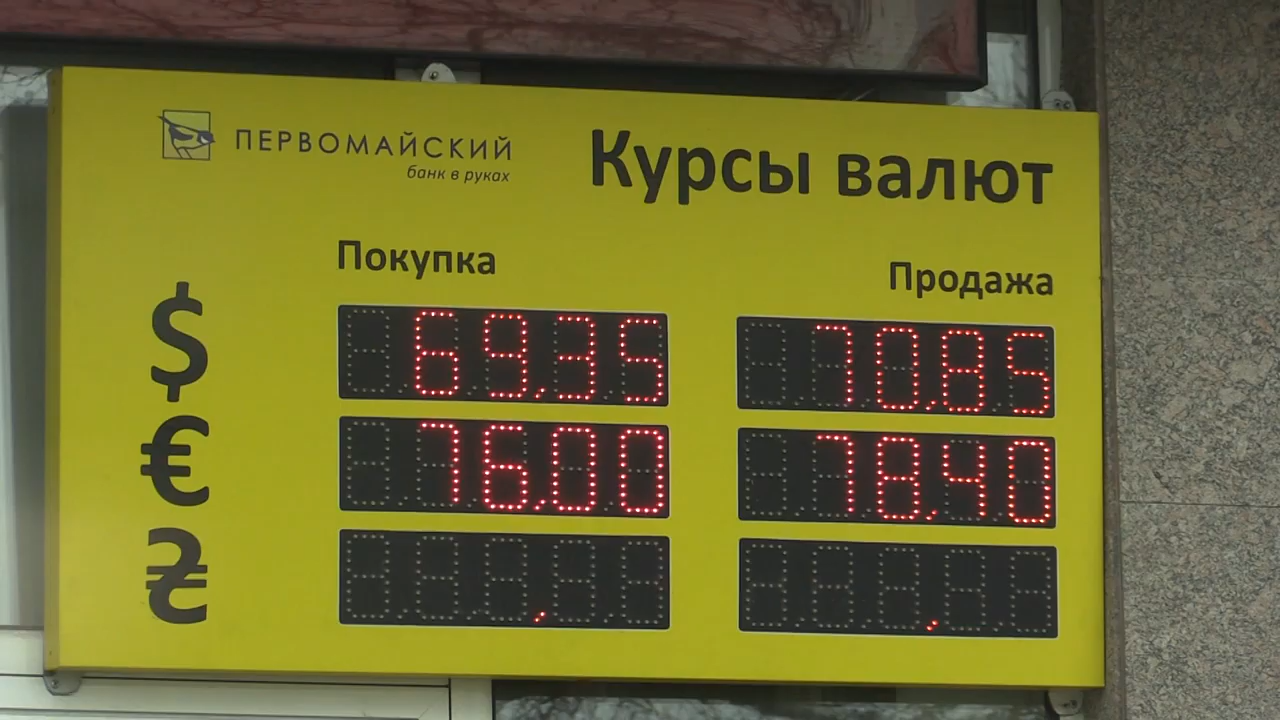 ПЕРВОМАЙСКИЙ
банк в руках
Курсы валют
Покупка Продажа
$ 69,35 70,85
€ 76,00 78,40
₴ , ,